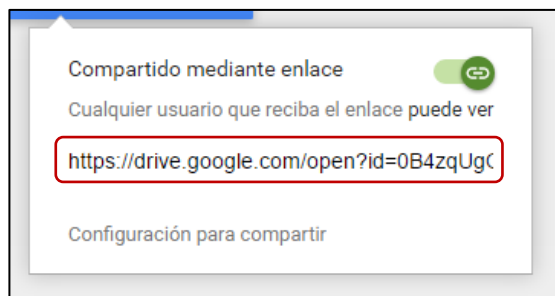 Compartido mediante enlace
Cualquier usuario que reciba el enlace puede ver
https://drive.google.com/open?id=0B4zqUg
Configuración para compartir